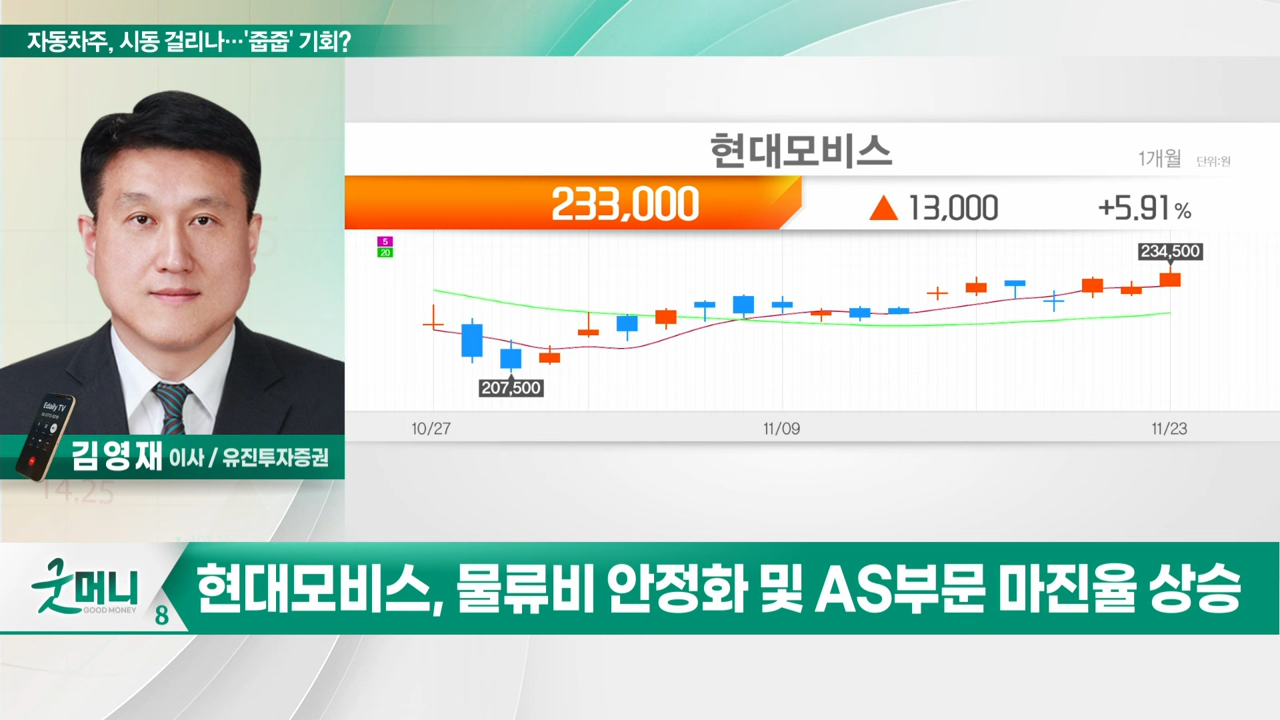 자동차주, 시동 걸리나…'줍줍' 기회?
현대모비스
1개월 단위:원
233,000 ▲ 13,000 +5.91%
5
20
234,500
207,500
10/27 11/09 11/23
Edaily TV
김영재 이사 / 유진투자증권
14.25
굿머니
GOOD MONEY
8
현대모비스, 물류비 안정화 및 AS부문 마진율 상승